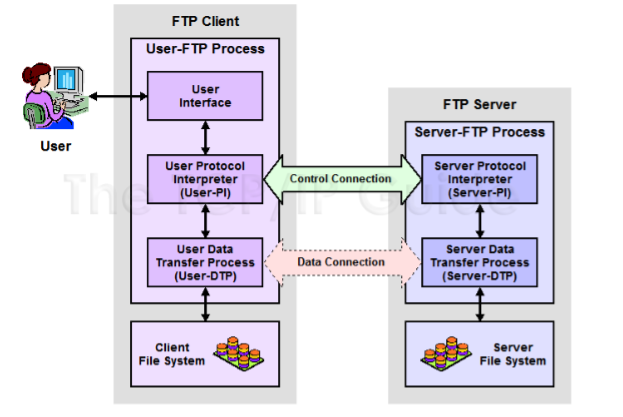 FTP Client
User-FTP Process
User
Interface
User
FTP Server
Server-FTP Process
User Protocol
Interpreter
(User-PI)
Control Connection
Server Protocol
Interpreter
(Server-PI)
The TCP/IP Guide
User Data
Transfer Process
(User-DTP)
Data Connection
Server Data
Transfer Process
(Server-DTP)
Client
File System
Server
File System